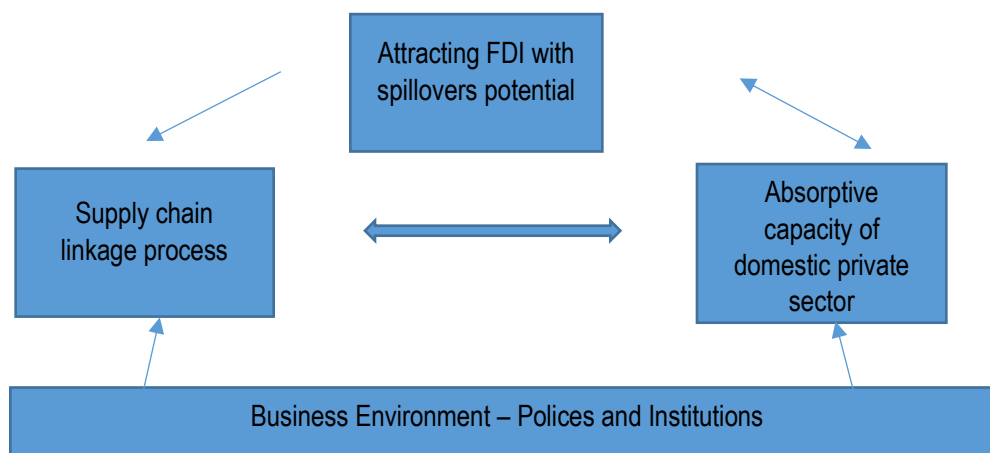 Attracting FDI with
spillovers potential
Supply chain
linkage process
Absorptive
capacity of
domestic private
sector
Business Environment – Polices and Institutions